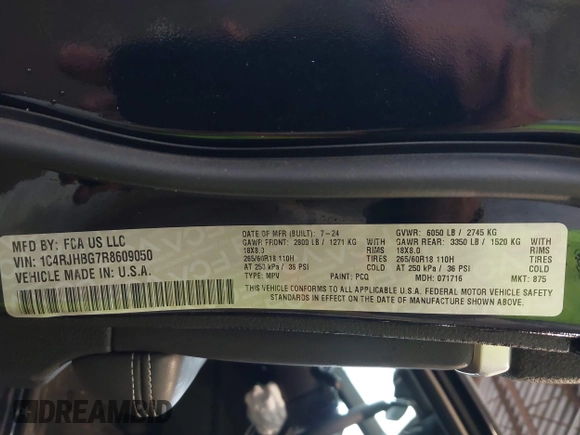 MFD BY: FCA US LLC
VIN: 1C4RJHBG7R8609050
VEHICLE MADE IN U.S.A.
DATE OF MFR (BUILT): 7-24
GAWR FRONT: 2800 LB / 1271 KG WITH
18X8.0 RIMS
265/60R18 110H TIRES
AT 250 kPa / 36 PSI
TYPE: MPV PAINT: PCQ
GVWR: 6050 LB / 2745 KG
GAWR REAR: 3350 LB / 1520 KG WITH
18X8.0 RIMS
265/60R18 110H TIRES
AT 250 kPa / 36 PSI
MDH: 071716 MKT: 875
THIS VEHICLE CONFORMS TO ALL APPLICABLE U.S.A. FEDERAL MOTOR VEHICLE SAFETY
STANDARDS IN EFFECT ON THE DATE OF MANUFACTURE SHOWN ABOVE.
DREAMBID